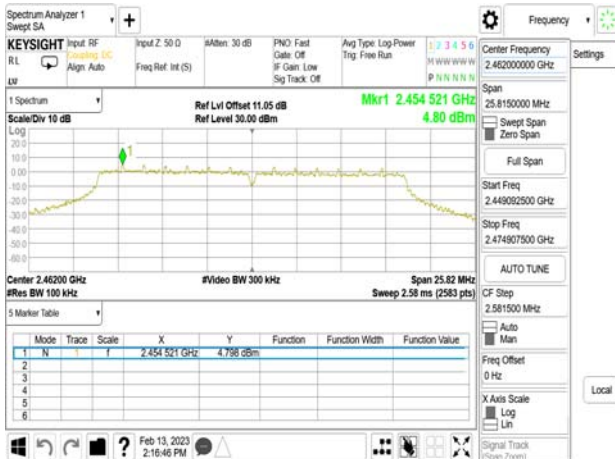 Spectrum Analyzer 1
Swept SA
Frequency
KEYSIGHT
RL
Input: RF
Coupling: DC
Align: Auto
Input Z: 50 Ω
Freq Ref: Int (S)
#Atten: 30 dB
PNO: Fast
Gate: Off
IF Gain: Low
Sig Track: Off
Avg Type: Log-Power
Trig: Free Run
1 2 3 4 5 6
M W W W W W
P N N N N N
1 Spectrum
Scale/Div 10 dB
Ref Lvl Offset 11.05 dB
Ref Level 30.00 dBm
Mkr1 2.454 521 GHz
4.80 dBm
Log
20.0
10.0
0.00
-10.0
-20.0
-30.0
-40.0
-50.0
-60.0
1
Center 2.46200 GHz
#Res BW 100 kHz
#Video BW 300 kHz
Span 25.82 MHz
Sweep 2.58 ms (2583 pts)
5 Marker Table
Mode Trace Scale X Y Function Function Width Function Value
1 N 1 f 2.454 521 GHz 4.798 dBm
2
3
4
5
6
Feb 13, 2023
2:16:46 PM
Center Frequency
2.462000000 GHz
Settings
Span
25.8150000 MHz
Swept Span
Zero Span
Full Span
Start Freq
2.449092500 GHz
Stop Freq
2.474907500 GHz
AUTO TUNE
CF Step
2.581500 MHz
Auto
Man
Freq Offset
0 Hz
Local
X Axis Scale
Log
Lin
Signal Track
(Span Zoom)